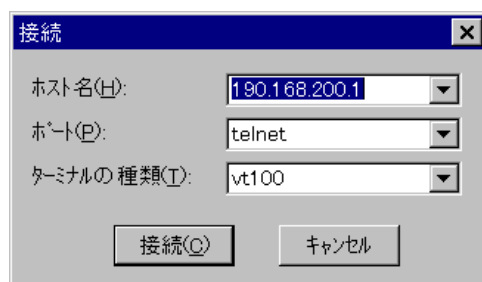 接続
ﾎｽﾄ名(H): 190.168.200.1
ﾎﾟｰﾄ(P): telnet
ﾀｰﾐﾅﾙの種類(T): vt100
接続(C) ｷｬﾝｾﾙ